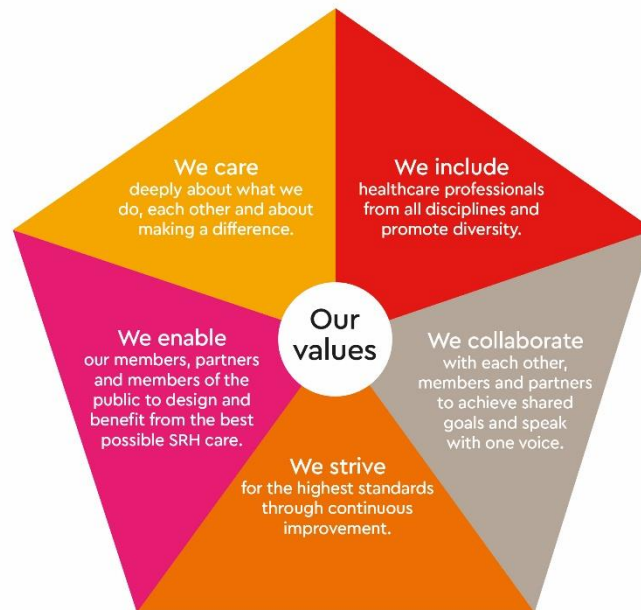 We care
deeply about what we
do, each other and about
making a difference.
We include
healthcare professionals
from all disciplines and
promote diversity.
Our
values
We enable
our members, partners
and members of the
public to design and
benefit from the best
possible SRH care.
We collaborate
with each other,
members and partners
to achieve shared
goals and speak
with one voice.
We strive
for the highest standards
through continuous
improvement.